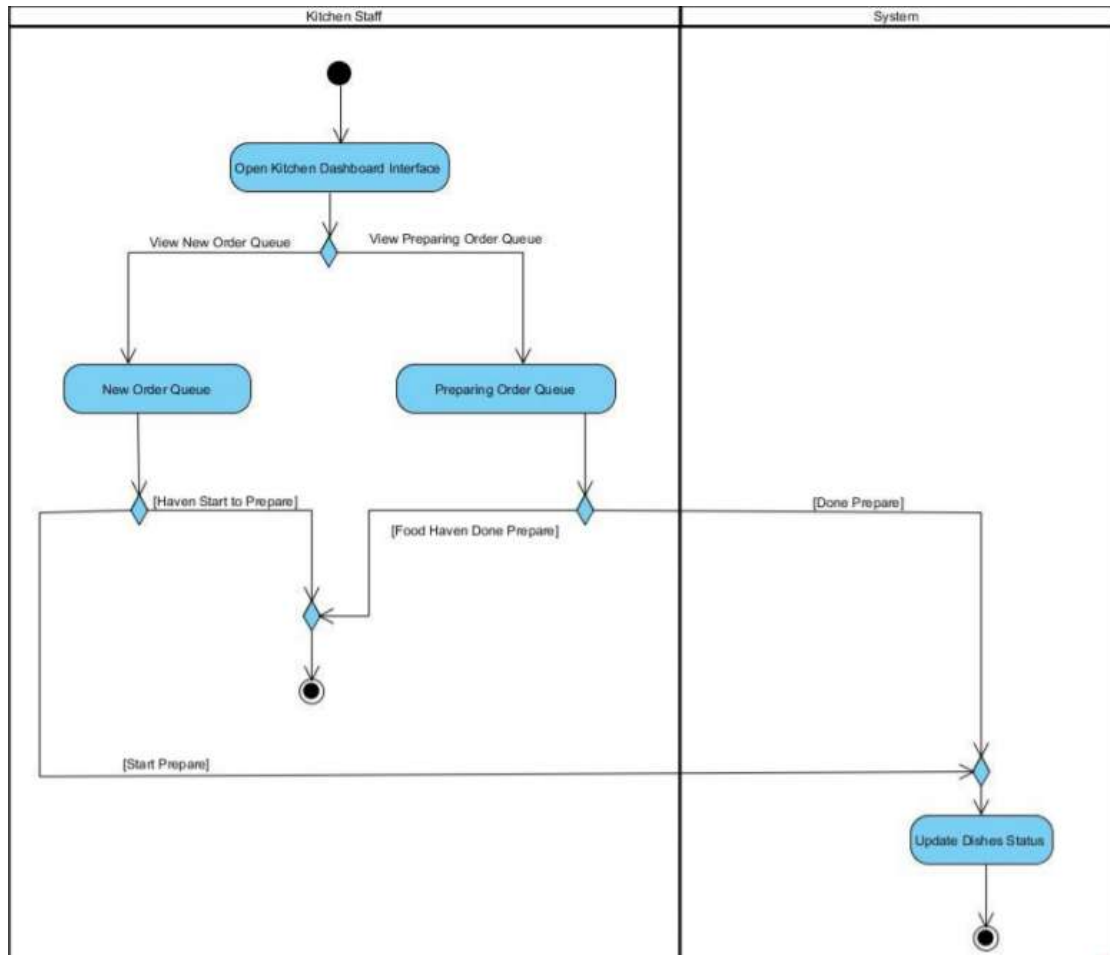 Kitchen Staff
System
Open Kitchen Dashboard Interface
View New Order Queue
View Preparing Order Queue
New Order Queue
Preparing Order Queue
[Haven Start to Prepare]
[Food Haven Done Prepare]
[Done Prepare]
[Start Prepare]
Update Dishes Status